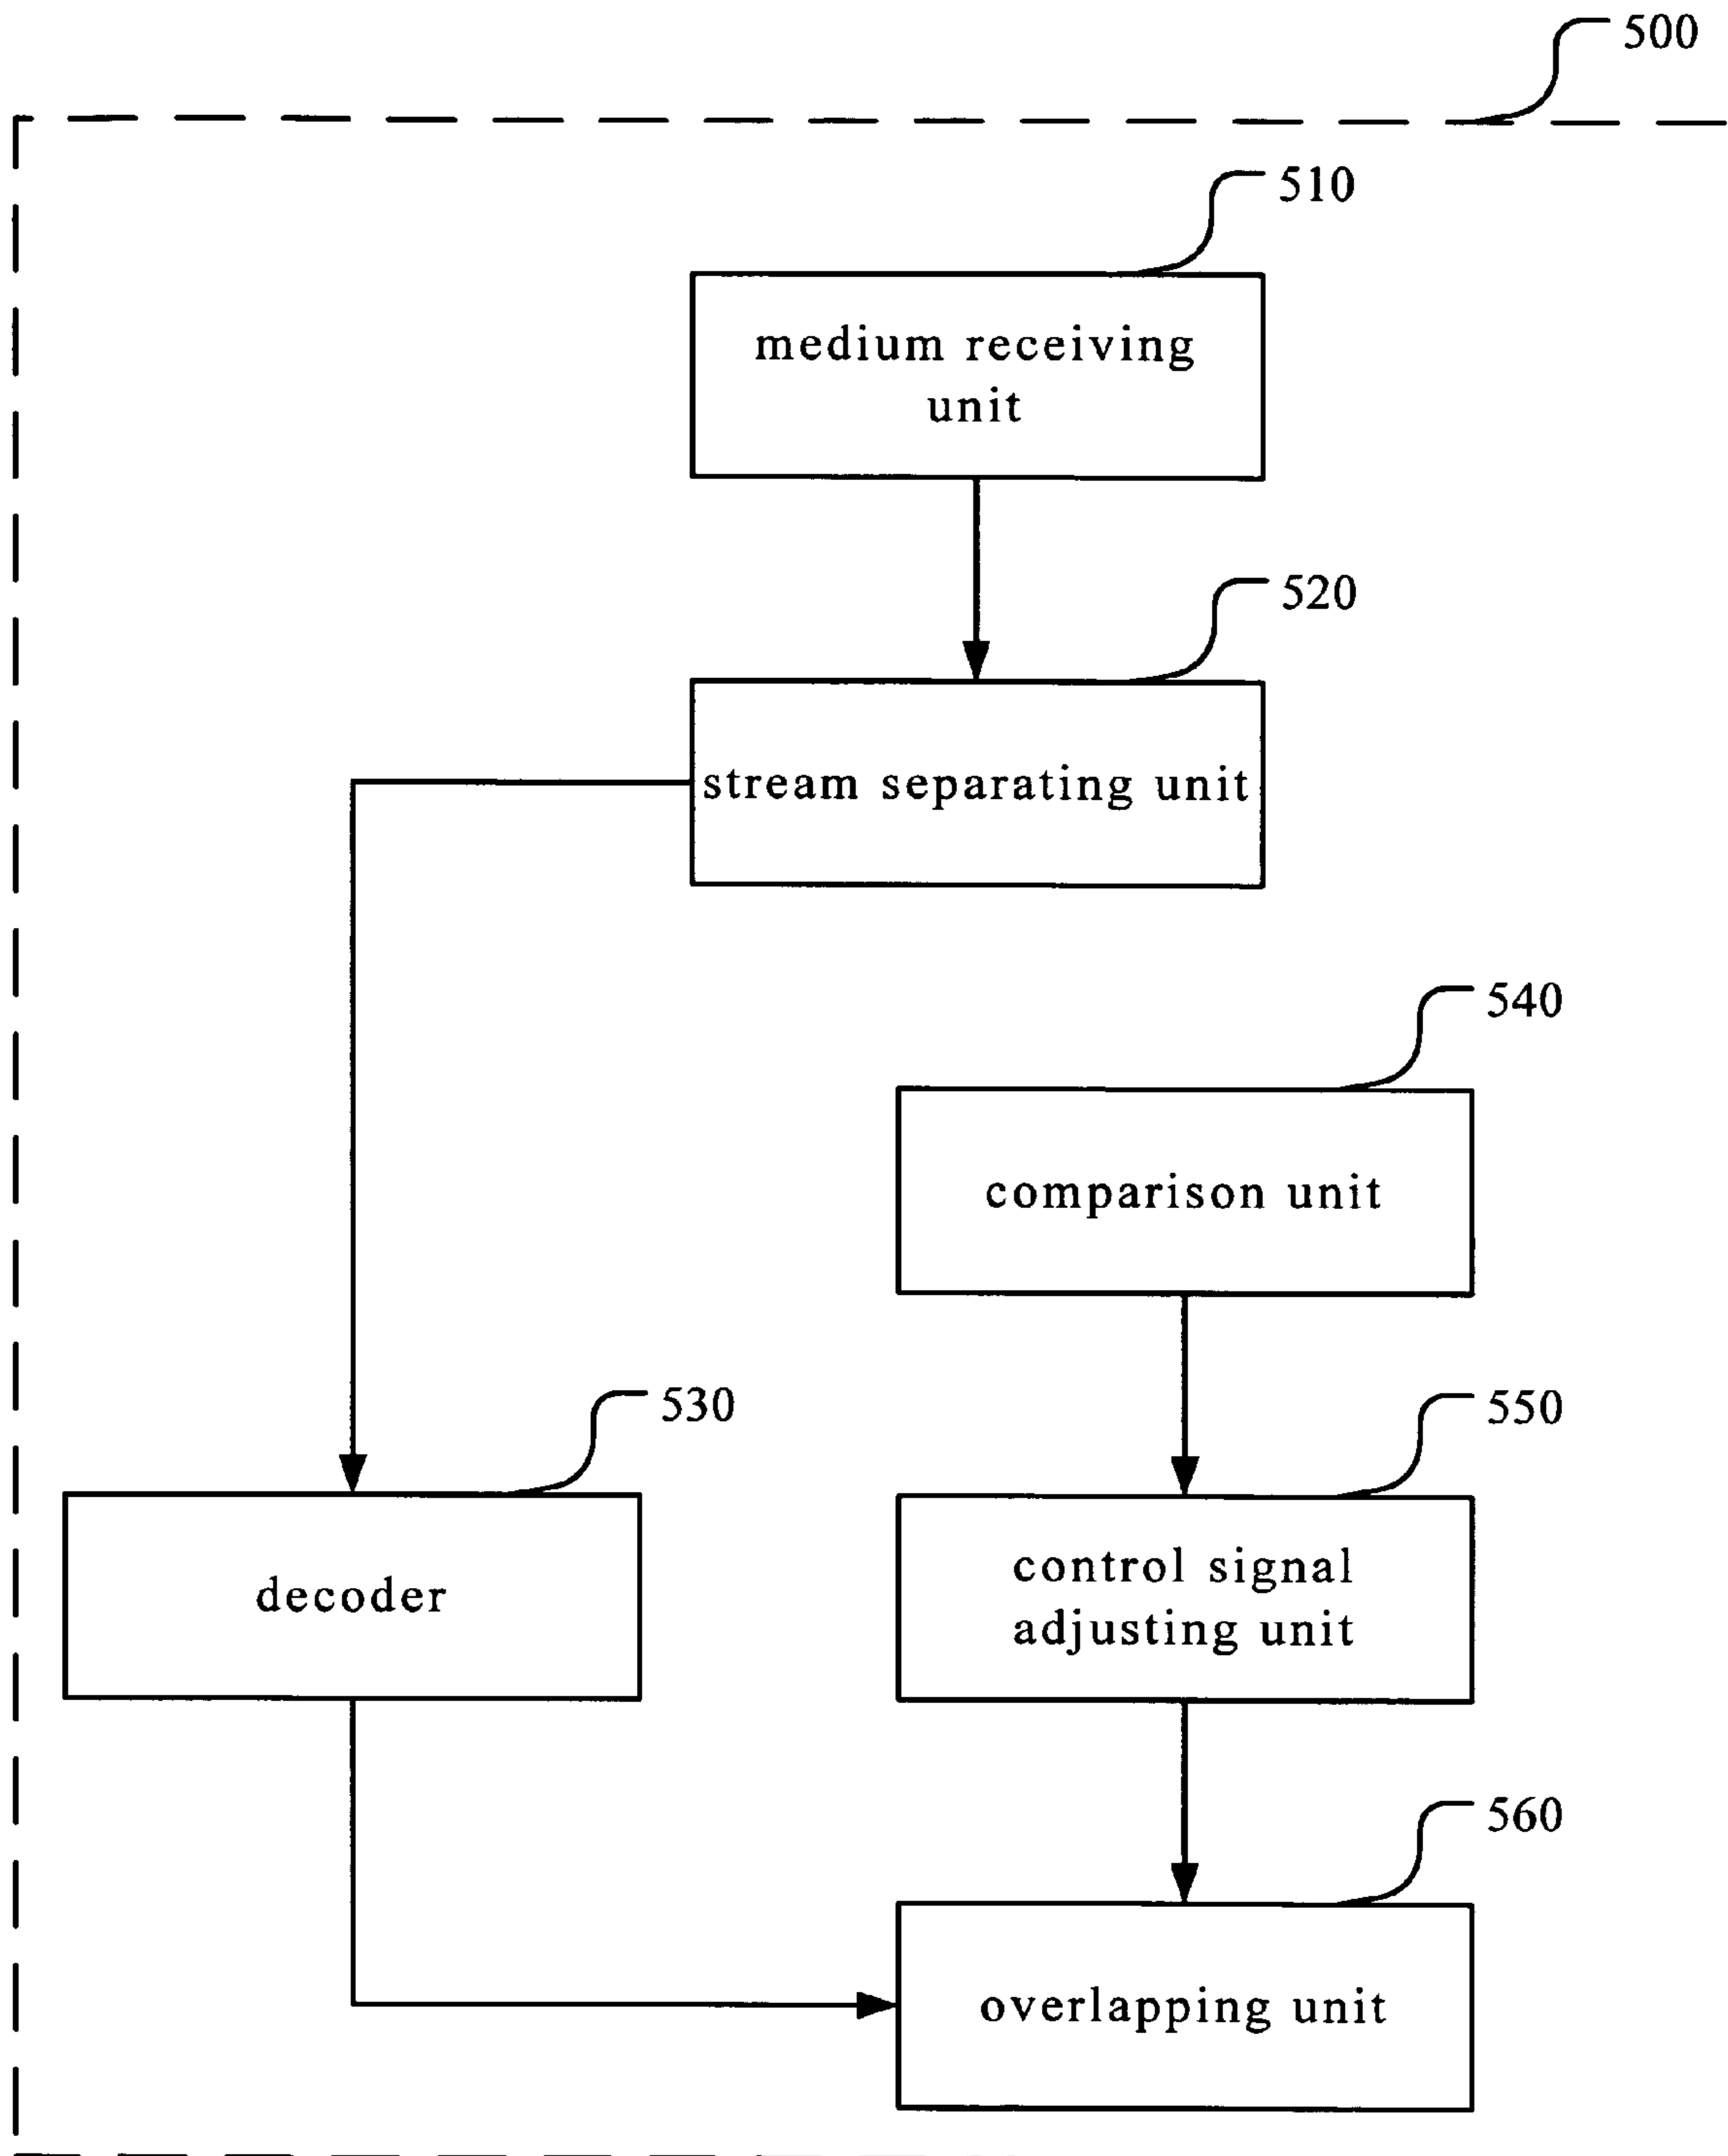 500
510
medium receiving
unit
520
stream separating unit
540
comparison unit
530
550
decoder
control signal
adjusting unit
560
overlapping unit